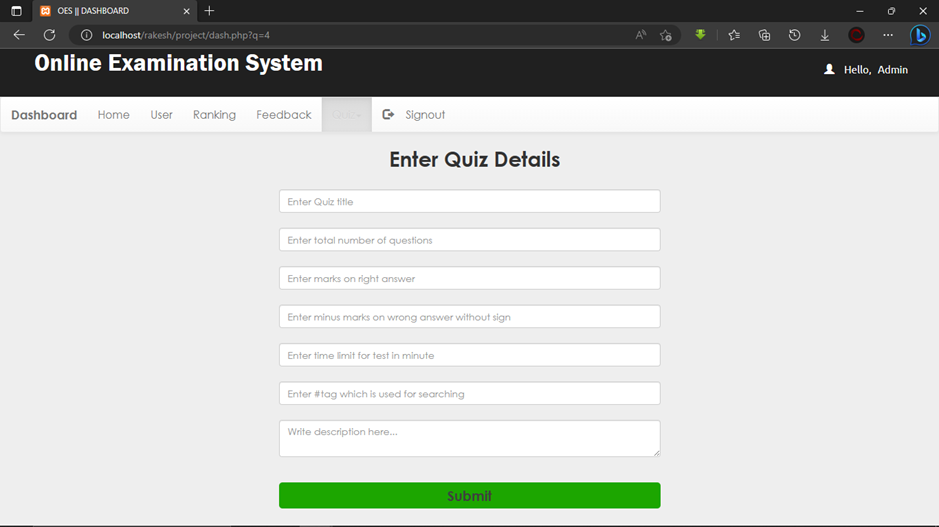 OES || DASHBOARD
localhost/rakesh/project/dash.php?q=4
Online Examination System
Hello, Admin
Dashboard Home User Ranking Feedback Signout
Enter Quiz Details
Enter Quiz title
Enter total number of questions
Enter marks on right answer
Enter minus marks on wrong answer without sign
Enter time limit for test in minute
Enter #tag which is used for searching
Write description here...
Submit